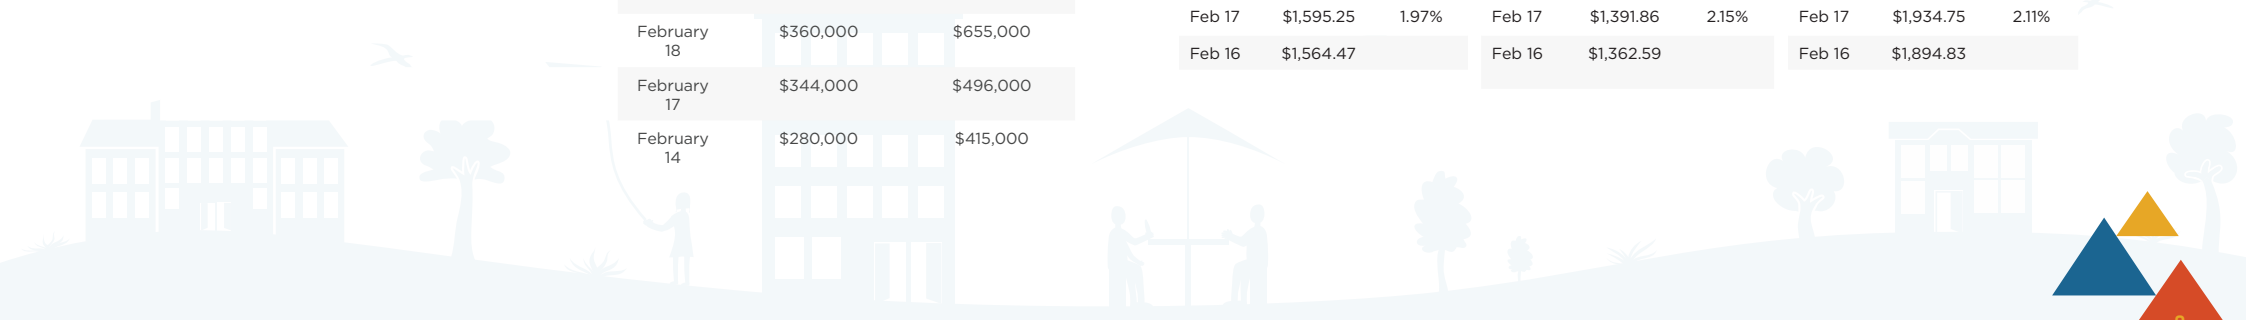 February $360,000 $655,000
18
February $344,000 $496,000
17
February $280,000 $415,000
14
Feb 17 $1,595.25 1.97%
Feb 16 $1,564.47
Feb 17 $1,391.86 2.15%
Feb 16 $1,362.59
Feb 17 $1,934.75 2.11%
Feb 16 $1,894.83